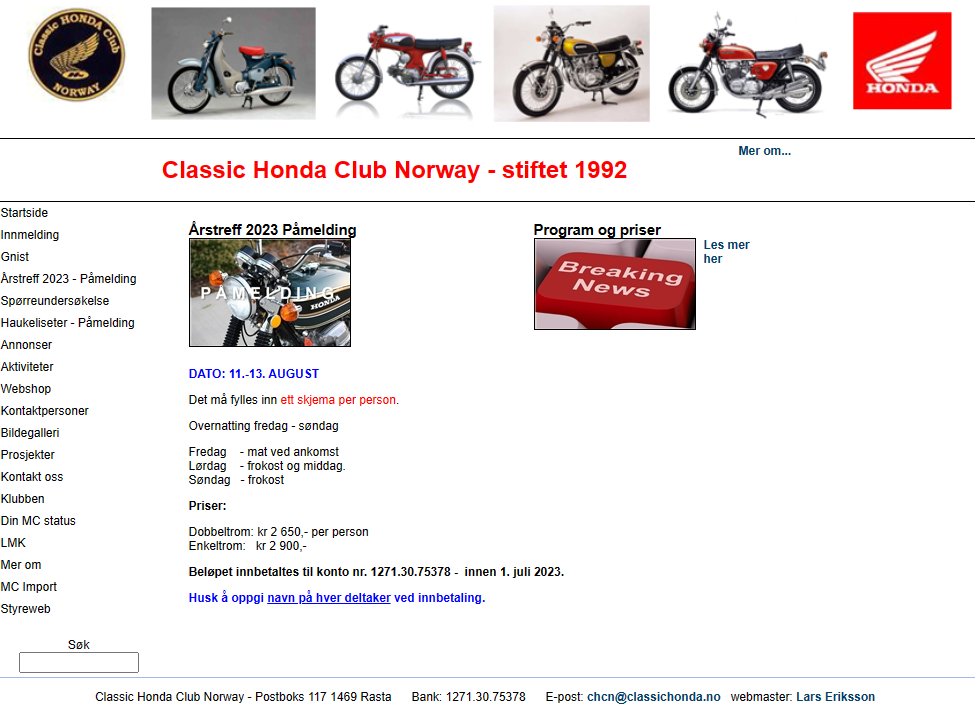 Classic HONDA Club
NORWAY
HONDA
Mer om...
Classic Honda Club Norway - stiftet 1992
Startside
Innmelding
Gnist
Årstreff 2023 - Påmelding
Spørreundersøkelse
Haukeliseter - Påmelding
Annonser
Aktiviteter
Webshop
Kontaktpersoner
Bildegalleri
Prosjekter
Kontakt oss
Klubben
Din MC status
LMK
Mer om
MC Import
Styreweb
Søk
Årstreff 2023 Påmelding
PÅMELDING
HONDA
DATO: 11.-13. AUGUST
Det må fylles inn ett skjema per person.
Overnatting fredag - søndag
Fredag - mat ved ankomst
Lørdag - frokost og middag.
Søndag - frokost
Priser:
Dobbeltrom: kr 2 650,- per person
Enkeltrom: kr 2 900,-
Beløpet innbetaltes til konto nr. 1271.30.75378 - innen 1. juli 2023.
Husk å oppgi navn på hver deltaker ved innbetaling.
Program og priser
Breaking
News
Les mer
her
Classic Honda Club Norway - Postboks 117 1469 Rasta Bank: 1271.30.75378 E-post: chcn@classichonda.no webmaster: Lars Eriksson